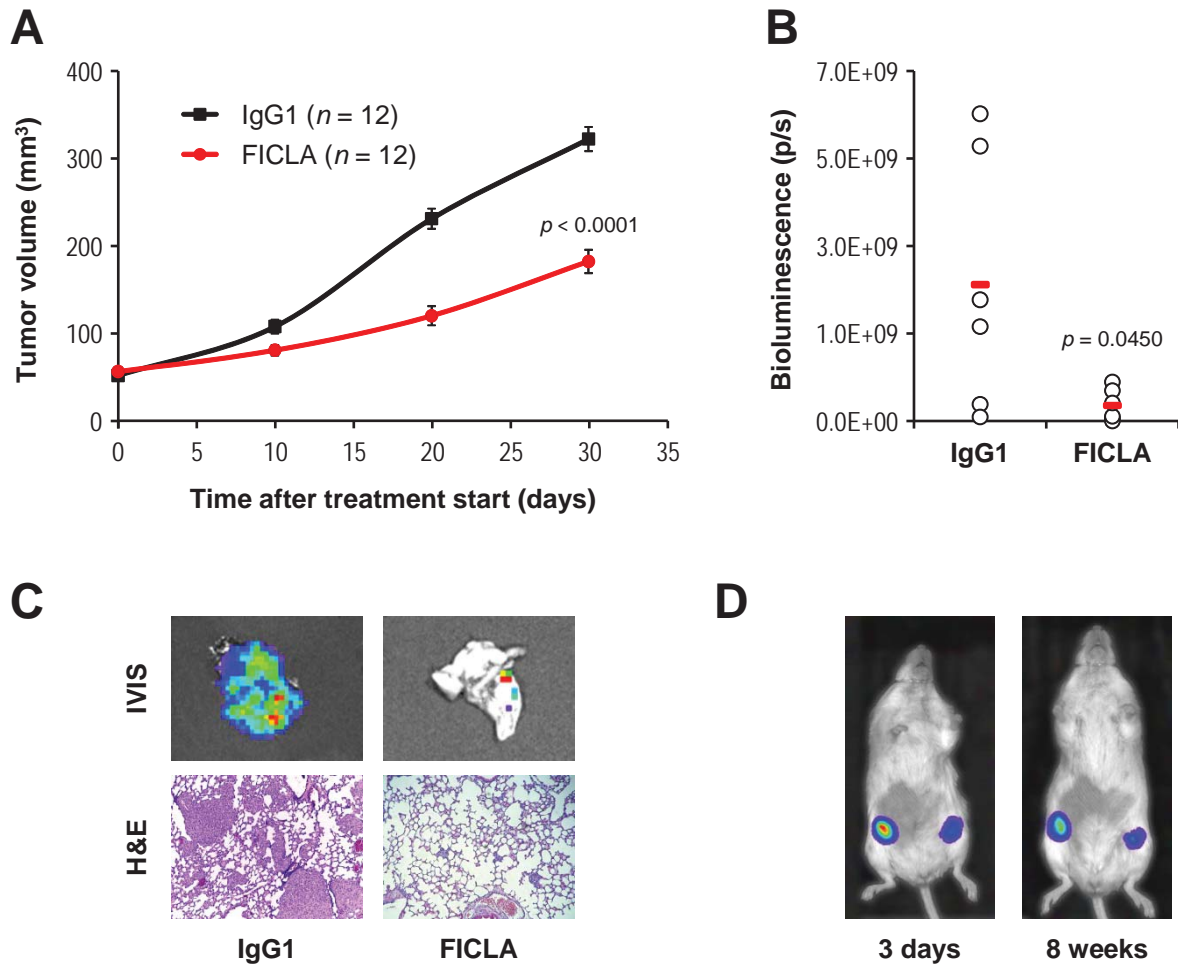 A
400
300
200
100
0
Tumor volume (mm³)
IgG1 (n = 12)
FICLA (n = 12)
p < 0.0001
0 5 10 15 20 25 30 35
Time after treatment start (days)
B
7.0E+09
5.0E+09
3.0E+09
1.0E+09
0.0E+00
Bioluminescence (p/s)
p = 0.0450
IgG1 FICLA
C
IVIS
H&E
IgG1 FICLA
D
3 days 8 weeks